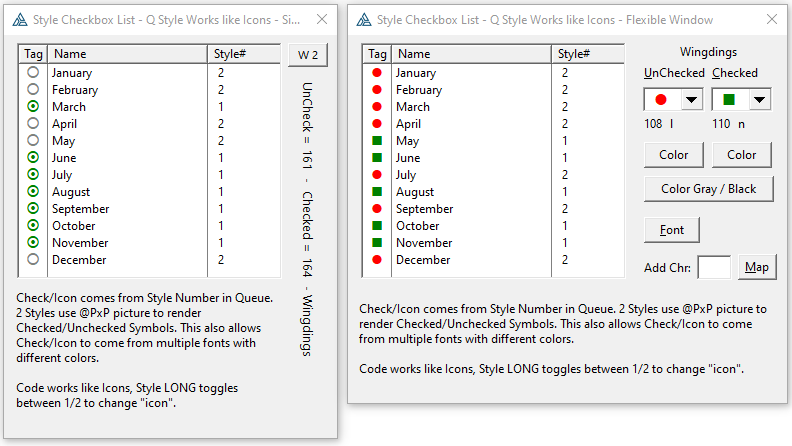 Style Checkbox List - Q Style Works like Icons - Si...
Tag Name Style#
January 2
February 2
March 1
April 2
May 2
June 1
July 1
August 1
September 1
October 1
November 1
December 2
W 2
UnCheck = 161 - Checked = 164 - Wingdings
Check/Icon comes from Style Number in Queue.
2 Styles use @PxP picture to render
Checked/Unchecked Symbols. This also allows
Check/Icon to come from multiple fonts with
different colors.
Code works like Icons, Style LONG toggles
between 1/2 to change "icon".
Style Checkbox List - Q Style Works like Icons - Flexible Window
Tag Name Style#
January 2
February 2
March 2
April 2
May 1
June 1
July 2
August 1
September 2
October 1
November 1
December 2
Wingdings
UnChecked Checked
108 l 110 n
Color Color
Color Gray / Black
Font
Add Chr: Map
Check/Icon comes from Style Number in Queue. 2 Styles use @PxP picture to
render Checked/Unchecked Symbols. This also allows Check/Icon to come
from multiple fonts with different colors.
Code works like Icons, Style LONG toggles between 1/2 to change "icon".